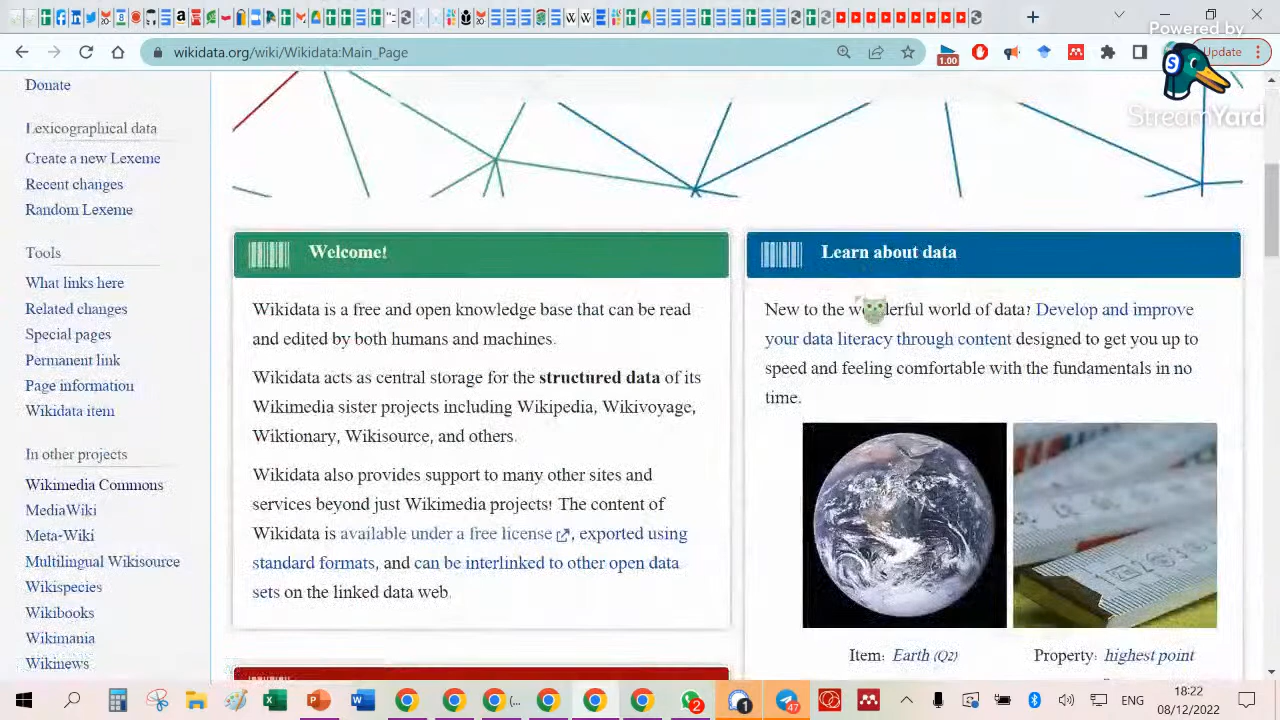 wikidata.org/wiki/Wikidata:Main_Page
1.00
Update
Powered by
StreamYard
Donate
Lexicographical data
Create a new Lexeme
Recent changes
Random Lexeme
Tools
What links here
Related changes
Special pages
Permanent link
Page information
Wikidata item
In other projects
Wikimedia Commons
MediaWiki
Meta-Wiki
Multilingual Wikisource
Wikispecies
Wikibooks
Wikimania
Wikinews
Welcome!
Wikidata is a free and open knowledge base that can be read
and edited by both humans and machines.
Wikidata acts as central storage for the structured data of its
Wikimedia sister projects including Wikipedia, Wikivoyage,
Wiktionary, Wikisource, and others.
Wikidata also provides support to many other sites and
services beyond just Wikimedia projects! The content of
Wikidata is available under a free license, exported using
standard formats, and can be interlinked to other open data
sets on the linked data web.
Learn about data
New to the wonderful world of data? Develop and improve
your data literacy through content designed to get you up to
speed and feeling comfortable with the fundamentals in no
time.
Item: Earth (Q2)
Property: highest point
2
1
47
ENG
18:22
08/12/2022